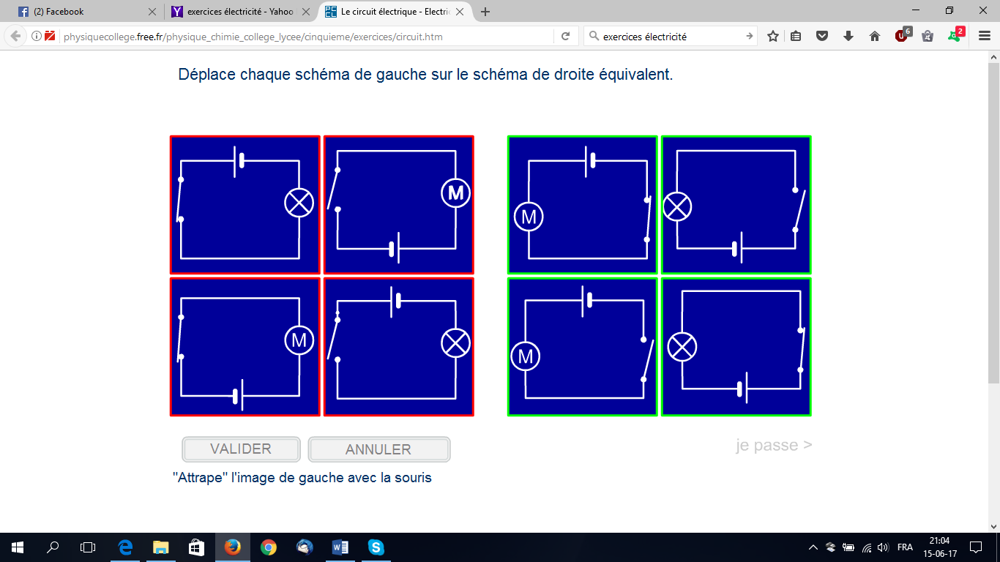 (2) Facebook
exercices électricité - Yahoo
Le circuit électrique - Electri
physiquecollege.free.fr/physique_chimie_college_lycee/cinquieme/exercices/circuit.htm
exercices électricité
6
2
Déplace chaque schéma de gauche sur le schéma de droite équivalent.
M
M
M
M
VALIDER
ANNULER
je passe >
"Attrape" l'image de gauche avec la souris
FRA
21:04
15-06-17